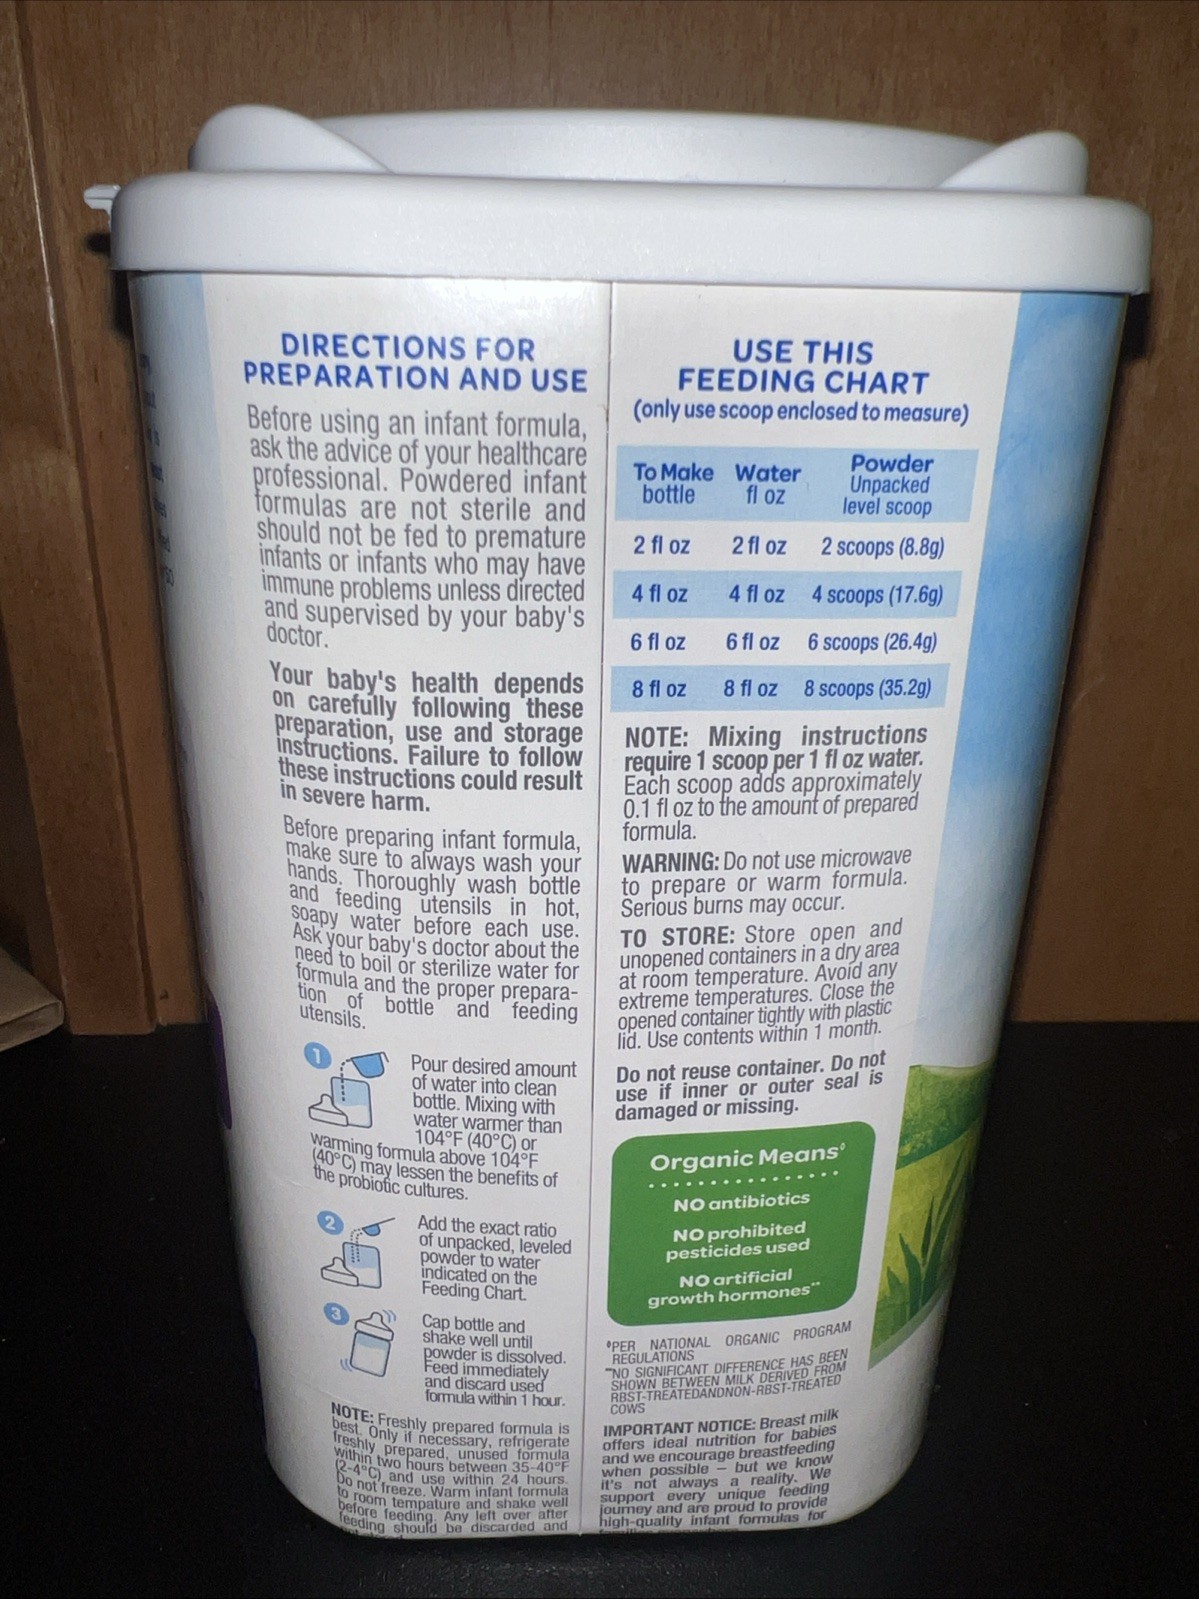 DIRECTIONS FOR
PREPARATION AND USE
Before using an infant formula,
ask the advice of your healthcare
professional. Powdered infant
formulas are not sterile and
should not be fed to premature
infants or infants who may have
immune problems unless directed
and supervised by your baby's
doctor.
Your baby's health depends
on carefully following these
preparation, use and storage
instructions. Failure to follow
these instructions could result
in severe harm.
Before preparing infant formula,
make sure to always wash your
hands. Thoroughly wash bottle
and feeding utensils in hot,
soapy water before each use.
Ask your baby's doctor about the
need to boil or sterilize water for
formula and the proper prepara-
tion of bottle and feeding
utensils.
1
Pour desired amount
of water into clean
bottle. Mixing with
water warmer than
104°F (40°C) or
warming formula above 104°F
(40°C) may lessen the benefits of
the probiotic cultures.
2
Add the exact ratio
of unpacked, leveled
powder to water
indicated on the
Feeding Chart.
3
Cap bottle and
shake well until
powder is dissolved.
Feed immediately
and discard used
formula within 1 hour.
NOTE: Freshly prepared formula is
best. Only if necessary, refrigerate
freshly prepared, unused formula
within two hours between 35-40°F
(2-4°C), and use within 24 hours.
Do not freeze. Warm infant formula
to room tempature and shake well
before feeding. Any left over after
feeding should be discarded and
USE THIS
FEEDING CHART
(only use scoop enclosed to measure)
To Make bottle Water fl oz Powder Unpacked level scoop
2 fl oz 2 fl oz 2 scoops (8.8g)
4 fl oz 4 fl oz 4 scoops (17.6g)
6 fl oz 6 fl oz 6 scoops (26.4g)
8 fl oz 8 fl oz 8 scoops (35.2g)
NOTE: Mixing instructions
require 1 scoop per 1 fl oz water.
Each scoop adds approximately
0.1 fl oz to the amount of prepared
formula.
WARNING: Do not use microwave
to prepare or warm formula.
Serious burns may occur.
TO STORE: Store open and
unopened containers in a dry area
at room temperature. Avoid any
extreme temperatures. Close the
opened container tightly with plastic
lid. Use contents within 1 month.
Do not reuse container. Do not
use if inner or outer seal is
damaged or missing.
Organic Means◊
NO antibiotics
NO prohibited
pesticides used
NO artificial
growth hormones**
◊PER NATIONAL ORGANIC PROGRAM
REGULATIONS
**NO SIGNIFICANT DIFFERENCE HAS BEEN
SHOWN BETWEEN MILK DERIVED FROM
RBST-TREATEDANDNON-RBST-TREATED
COWS
IMPORTANT NOTICE: Breast milk
offers ideal nutrition for babies
and we encourage breastfeeding
when possible – but we know
it's not always a reality. We
support every unique feeding
journey and are proud to provide
high-quality infant formulas for